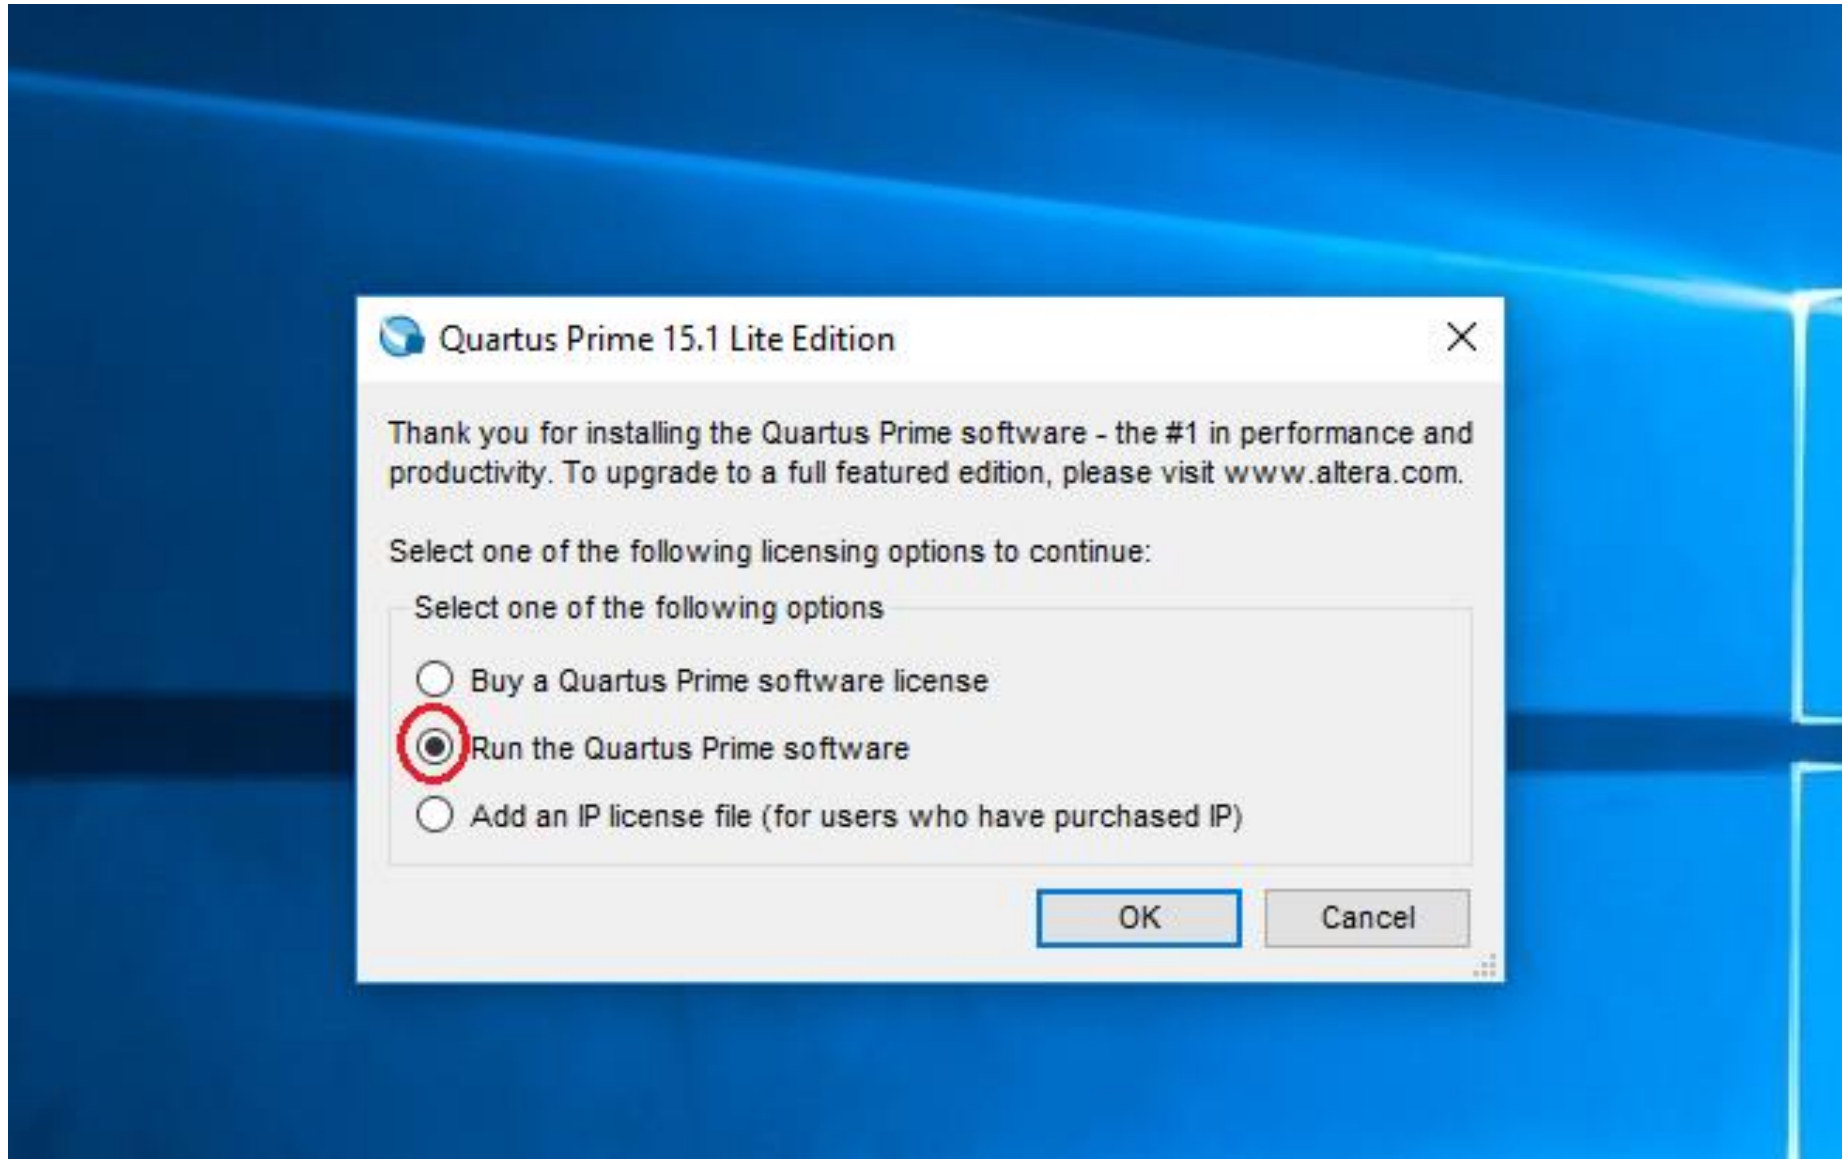 Quartus Prime 15.1 Lite Edition
Thank you for installing the Quartus Prime software - the #1 in performance and
productivity. To upgrade to a full featured edition, please visit www.altera.com.
Select one of the following licensing options to continue:
Select one of the following options
Buy a Quartus Prime software license
Run the Quartus Prime software
Add an IP license file (for users who have purchased IP)
OK Cancel